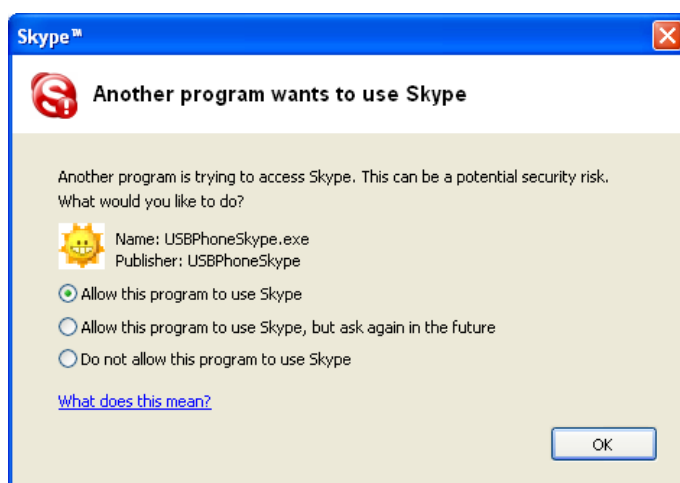 Skype™
Another program wants to use Skype
Another program is trying to access Skype. This can be a potential security risk.
What would you like to do?
Name: USBPhoneSkype.exe
Publisher: USBPhoneSkype
Allow this program to use Skype
Allow this program to use Skype, but ask again in the future
Do not allow this program to use Skype
What does this mean?
OK